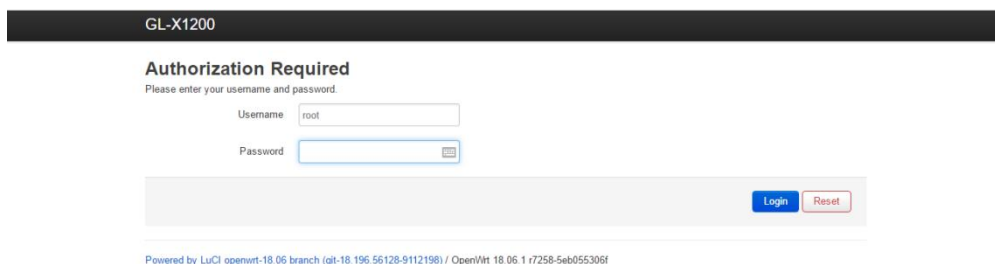 GL-X1200
Authorization Required
Please enter your username and password.
Username root
Password
Login Reset
Powered by LuCI openwrt-18.06 branch (git-18.196.56128-9112198) / OpenWrt 18.06.1 r7258-5eb055306f